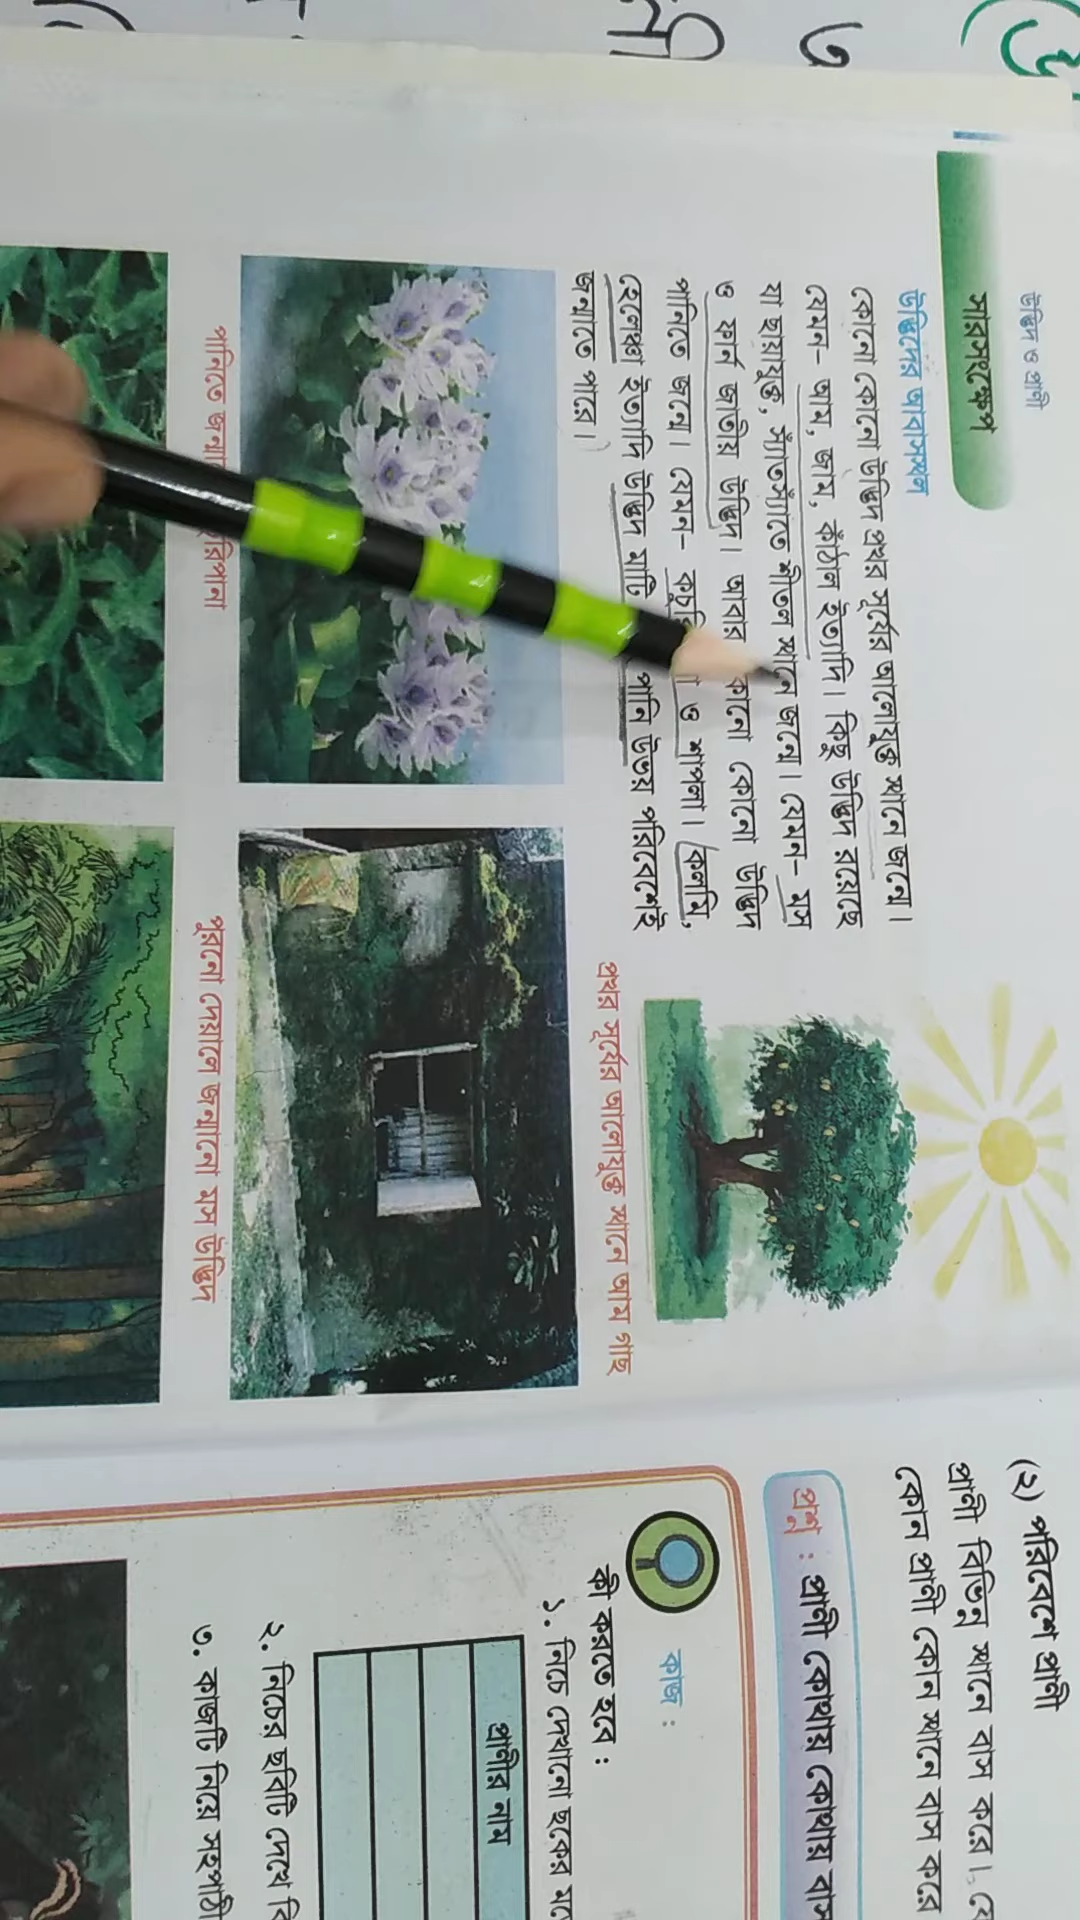 উদ্ভিদ ও প্রাণী
সারসংক্ষেপ
উদ্ভিদের আবাসস্থল
কোনো কোনো উদ্ভিদ প্রখর সূর্যের আলোযুক্ত স্থানে জন্মে।
যেমন- আম, জাম, কাঁঠাল ইত্যাদি। কিছু উদ্ভিদ রয়েছে
যা ছায়াযুক্ত, স্যাঁতস্যাঁতে শীতল স্থানে জন্মে। যেমন- মস
ও ফার্ন জাতীয় উদ্ভিদ। আবার কোনো কোনো উদ্ভিদ
পানিতে জন্মে। যেমন- ও শাপলা। কলমি,
হেলেঞ্চা ইত্যাদি উদ্ভিদ মাটি পানি উভয় পরিবেশেই
জন্মাতে পারে।
প্রখর সূর্যের আলোযুক্ত স্থানে আম গাছ
পানিতে
পুরনো দেয়ালে জন্মানো মস উদ্ভিদ
(২) পরিবেশে প্রাণী
প্রাণী বিভিন্ন স্থানে বাস করে।
কোন প্রাণী কোন স্থানে বাস করে
প্রশ্ন : প্রাণী কোথায় কোথায় বাস
কাজ :
কী করতে হবে :
১. নিচে দেখানো ছকের মতো
প্রাণীর নাম
২. নিচের ছবিটি দেখে
৩. কাজটি নিয়ে সহপাঠী